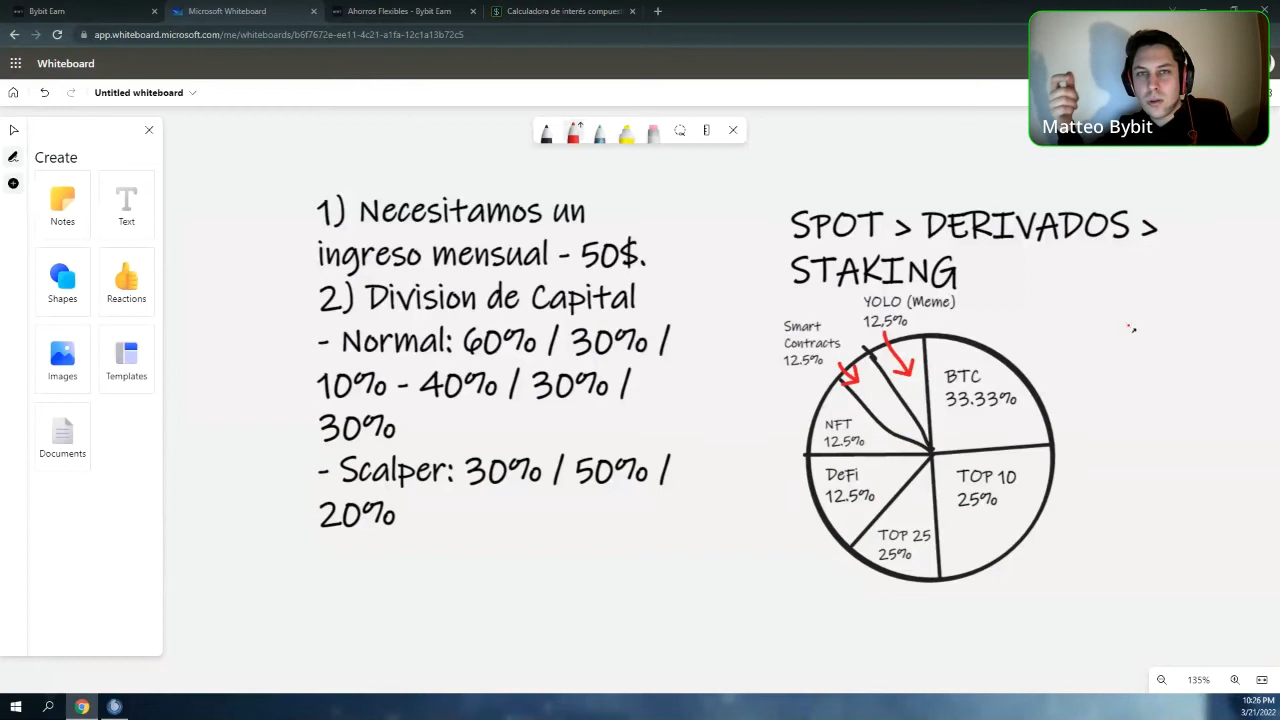 Bybit Earn
Microsoft Whiteboard
Ahorros Flexibles - Bybit Earn
Calculadora de interés compues
app.whiteboard.microsoft.com/me/whiteboards/b6f7672e-ee11-4c21-a1fa-12c1a13b72c5
Whiteboard
Untitled whiteboard
Matteo Bybit
Create
Notes
Text
Shapes
Reactions
Images
Templates
Documents
1) Necesitamos un
ingreso mensual - 50$.
2) Division de Capital
- Normal: 60% / 30% /
10% - 40% / 30% /
30%
- Scalper: 30% / 50% /
20%
SPOT > DERIVADOS >
STAKING
YOLO (Meme)
12.5%
Smart
Contracts
12.5%
BTC
33.33%
NFT
12.5%
TOP 10
25%
DeFi
12.5%
TOP 25
25%
135%
10:26 PM
3/21/2022